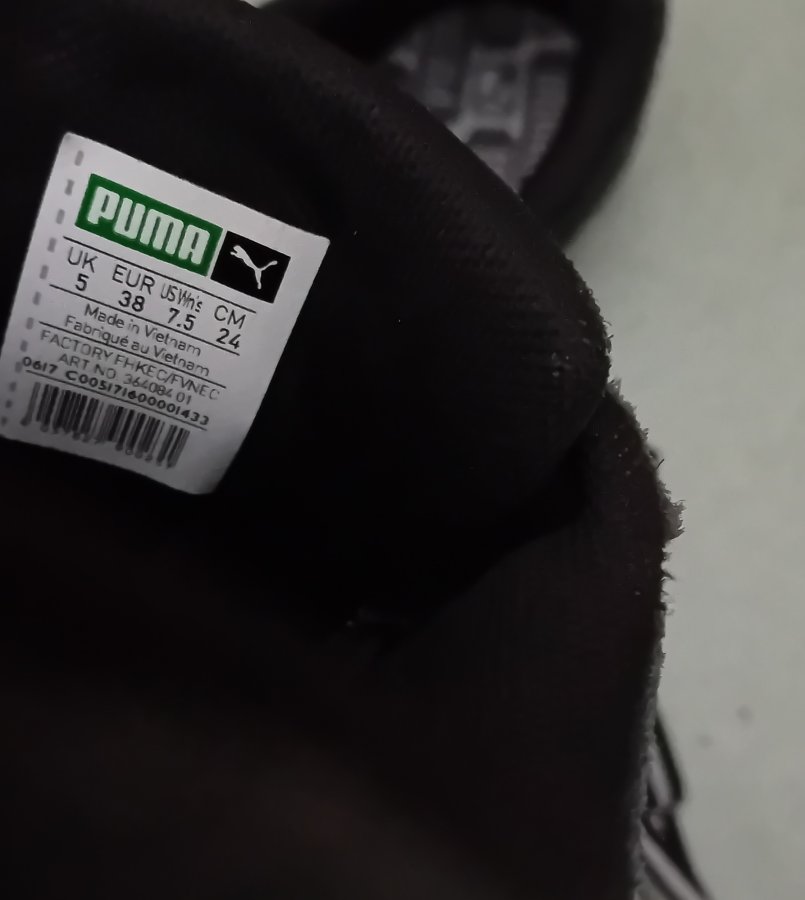 PUMA
UK EUR US Wn's CM
5 38 7.5 24
Made in Vietnam
Fabriqué au Vietnam
FACTORY FHKEC/FVNEC
ART NO. 364084 01
0617 C005171600001433